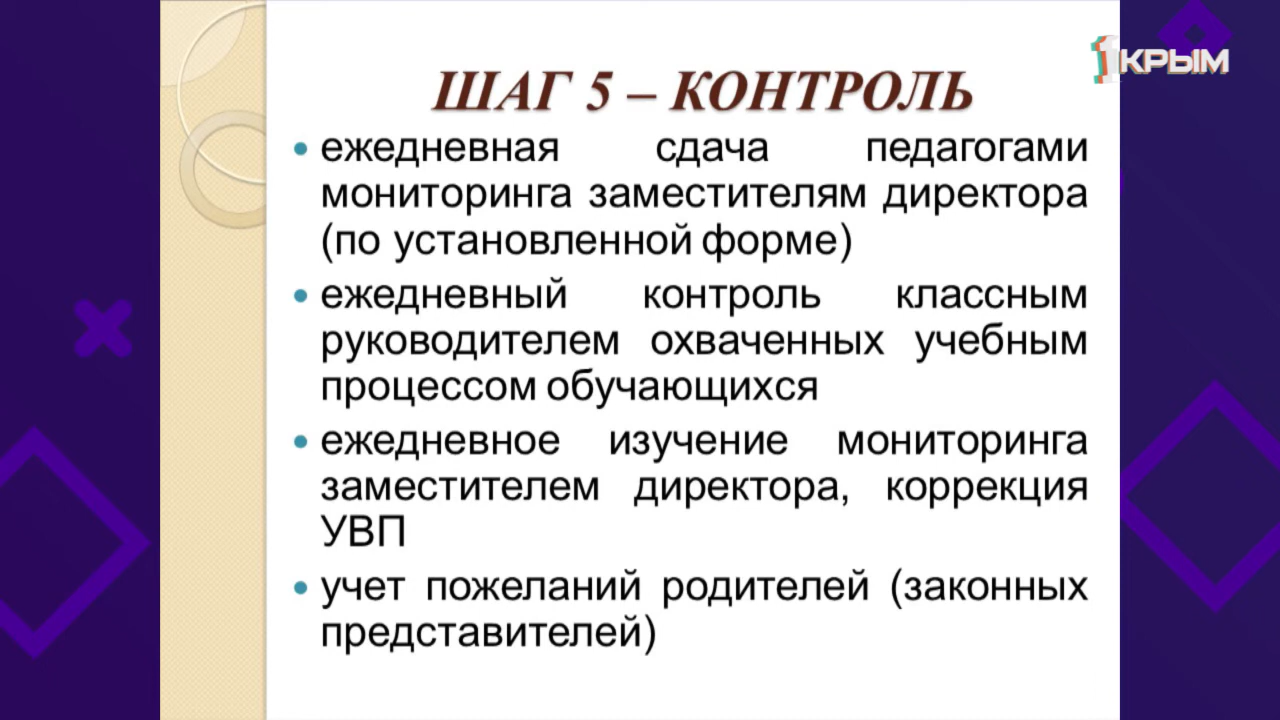 1КРЫМ
ШАГ 5 – КОНТРОЛЬ
ежедневная сдача педагогами
мониторинга заместителям директора
(по установленной форме)
ежедневный контроль классным
руководителем охваченных учебным
процессом обучающихся
ежедневное изучение мониторинга
заместителем директора, коррекция
УВП
учет пожеланий родителей (законных
представителей)